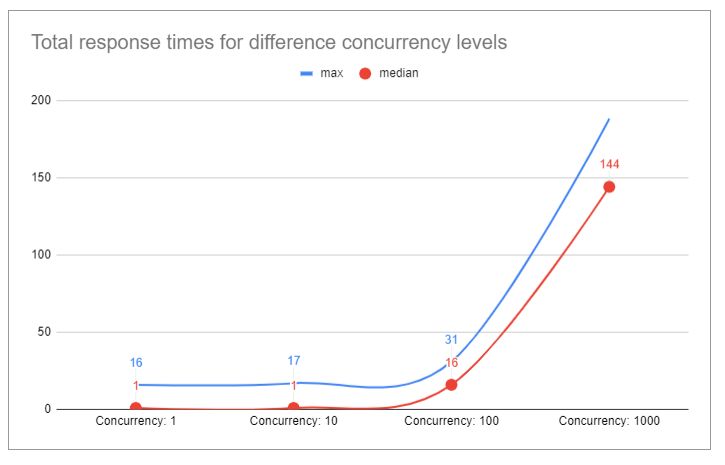 Total response times for difference concurrency levels
max median
200
150
100
50
0
16 17 31
144
1 1 16
Concurrency: 1 Concurrency: 10 Concurrency: 100 Concurrency: 1000